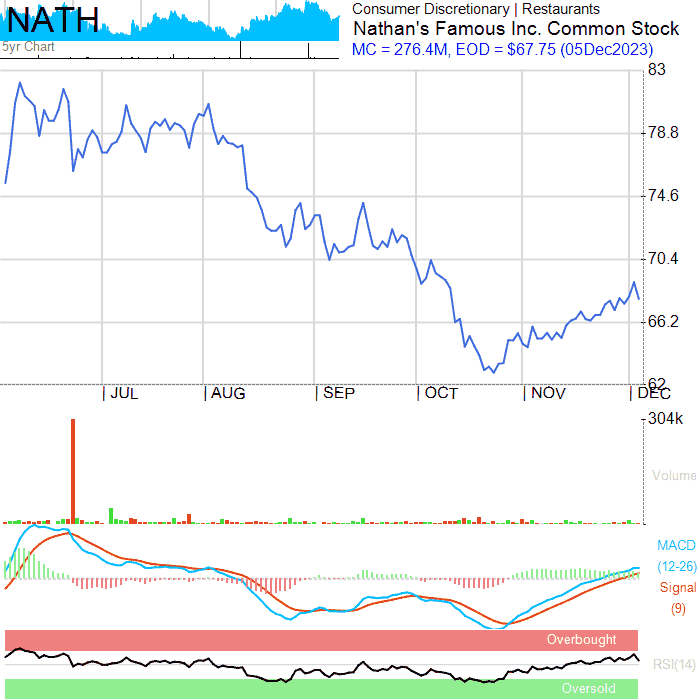 NATH
5yr Chart
Consumer Discretionary | Restaurants
Nathan's Famous Inc. Common Stock
MC = 276.4M, EOD = $67.75 (05Dec2023)
83
78.8
74.6
70.4
66.2
62
| JUL | AUG | SEP | OCT | NOV | DEC
304k
Volume
MACD
(12-26)
Signal
(9)
Overbought
RSI(14)
Oversold